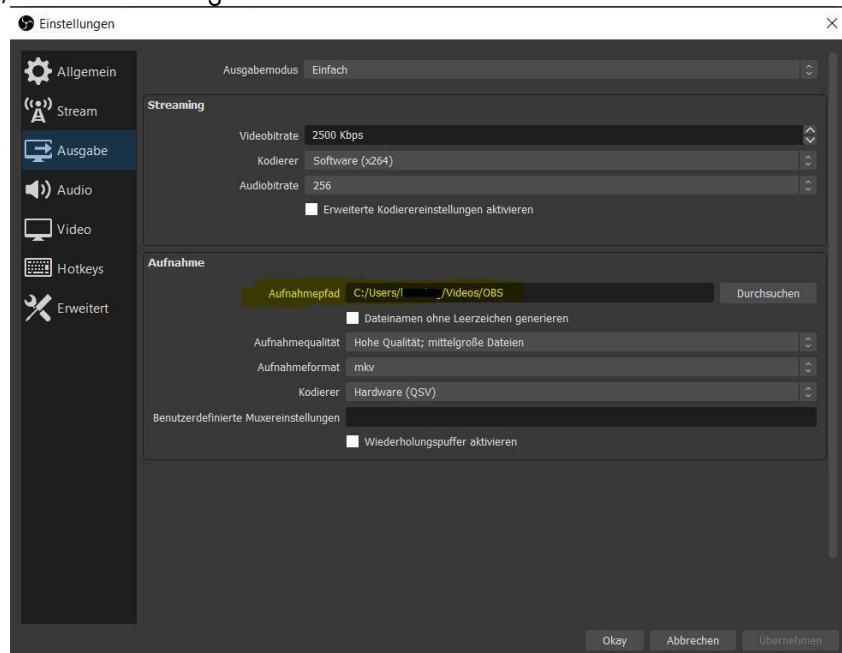 Einstellungen
Allgemein
Ausgabemodus Einfach
Stream
Streaming
Videobitrate 2500 Kbps
Ausgabe
Kodierer Software (x264)
Audio
Audiobitrate 256
Erweiterte Kodierereinstellungen aktivieren
Video
Hotkeys
Aufnahme
Aufnahmepfad C:/Users/ /Videos/OBS Durchsuchen
Erweitert
Dateinamen ohne Leerzeichen generieren
Aufnahmequalität Hohe Qualität; mittelgroße Dateien
Aufnahmeformat mkv
Kodierer Hardware (QSV)
Benutzerdefinierte Muxereinstellungen
Wiederholungspuffer aktivieren
Okay Abbrechen Übernehmen